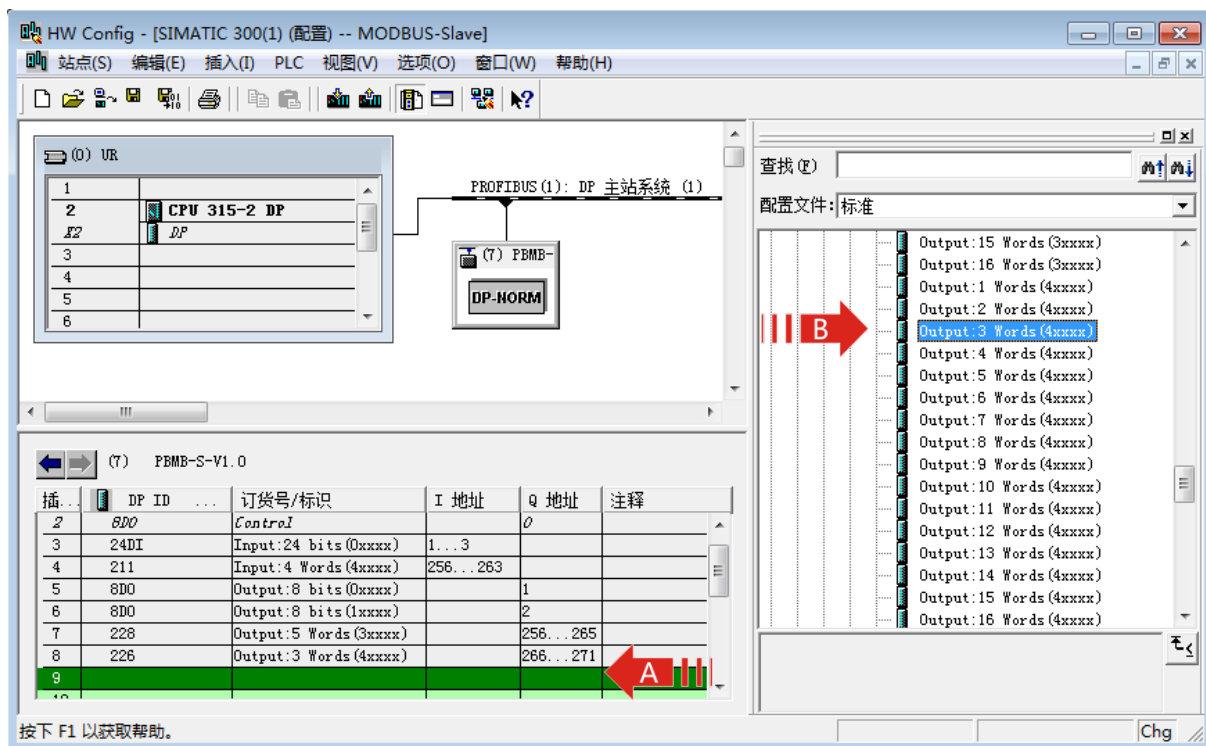 HW Config - [SIMATIC 300(1) (配置) -- MODBUS-Slave]
站点(S) 编辑(E) 插入(I) PLC 视图(V) 选项(O) 窗口(W) 帮助(H)
(0) UR
1
2 CPU 315-2 DP
X2 DP
3
4
5
6
PROFIBUS(1): DP 主站系统 (1)
(7) PBMB-
DP-NORM
查找(F)
配置文件: 标准
Output:15 Words(3xxxx)
Output:16 Words(3xxxx)
Output:1 Words(4xxxx)
Output:2 Words(4xxxx)
Output:3 Words(4xxxx)
Output:4 Words(4xxxx)
Output:5 Words(4xxxx)
Output:6 Words(4xxxx)
Output:7 Words(4xxxx)
Output:8 Words(4xxxx)
Output:9 Words(4xxxx)
Output:10 Words(4xxxx)
Output:11 Words(4xxxx)
Output:12 Words(4xxxx)
Output:13 Words(4xxxx)
Output:14 Words(4xxxx)
Output:15 Words(4xxxx)
Output:16 Words(4xxxx)
B
(7) PBMB-S-V1.0
插... DP ID ... 订货号/标识 I 地址 Q 地址 注释
2 8DO Control 0
3 24DI Input:24 bits(0xxxx) 1...3
4 211 Input:4 Words(4xxxx) 256...263
5 8DO Output:8 bits(0xxxx) 1
6 8DO Output:8 bits(1xxxx) 2
7 228 Output:5 Words(3xxxx) 256...265
8 226 Output:3 Words(4xxxx) 266...271
9
A
10
按下 F1 以获取帮助。
Chg